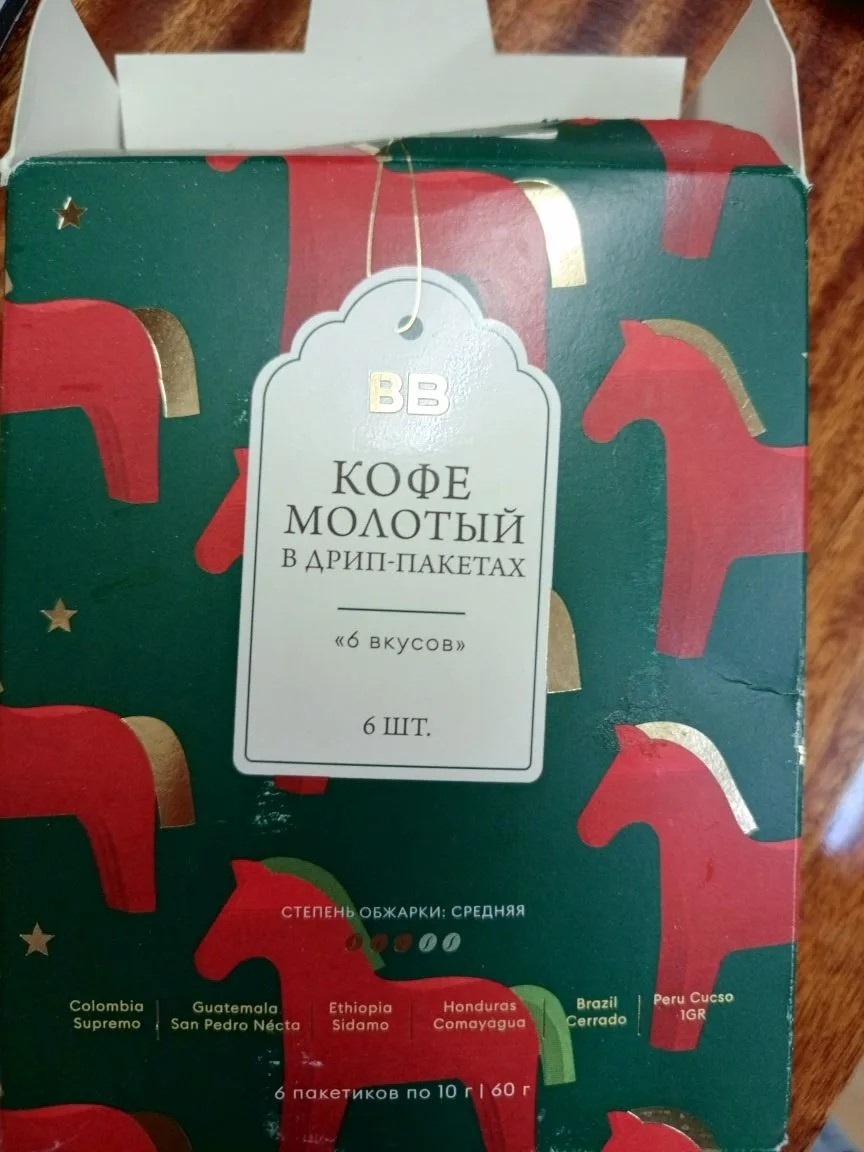 BB
КОФЕ
МОЛОТЫЙ
В ДРИП-ПАКЕТАХ
«6 вкусов»
6 ШТ.
СТЕПЕНЬ ОБЖАРКИ: СРЕДНЯЯ
Colombia Supremo
Guatemala San Pedro Nécta
Ethiopia Sidamo
Honduras Comayagua
Brazil Cerrado
Peru Cucso 1GR
6 пакетиков по 10 г | 60 г